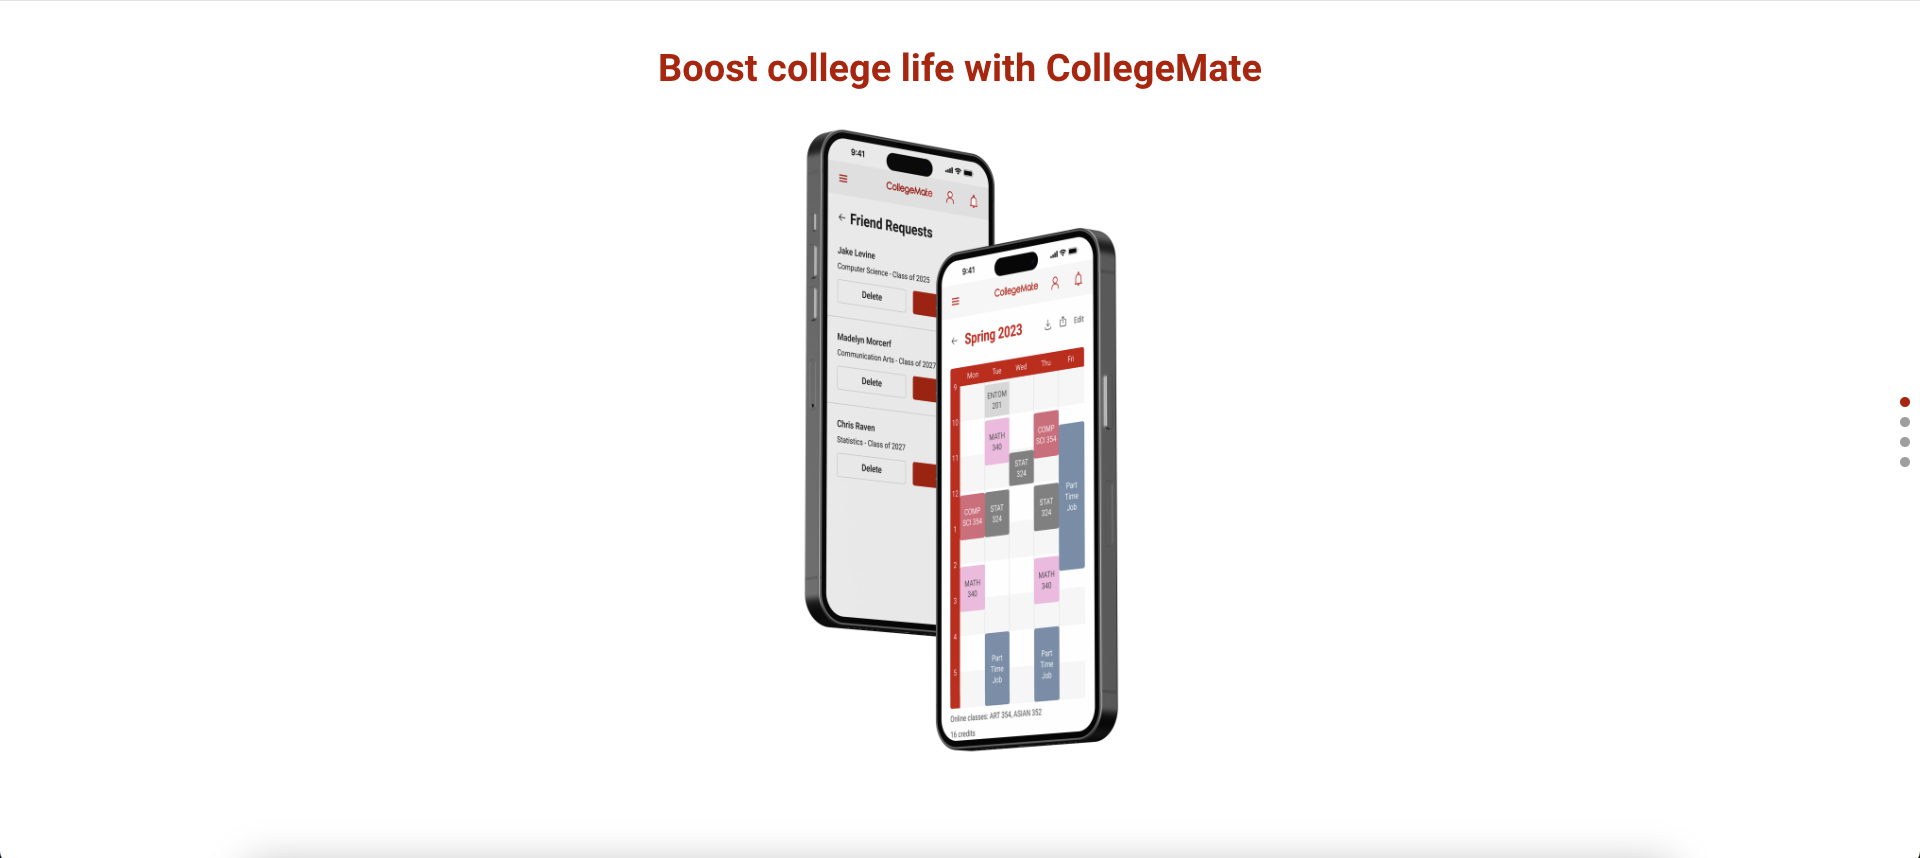 Boost college life with CollegeMate
9:41
CollegeMate
← Friend Requests
Jake Levine
Computer Science - Class of 2025
Delete
Madelyn Morcerf
Communication Arts - Class of 2027
Delete
Chris Raven
Statistics - Class of 2027
Delete
9:41
CollegeMate
← Spring 2023
Edit
Mon Tue Wed Thu Fri
9
ENTOM
201
10
MATH
340
COMP
SCI 354
11
STAT
324
Part
Time
Job
12
COMP
SCI 354
STAT
324
STAT
324
1
2
MATH
340
MATH
340
3
4
Part
Time
Job
Part
Time
Job
5
Online classes: ART 354, ASIAN 352
16 credits